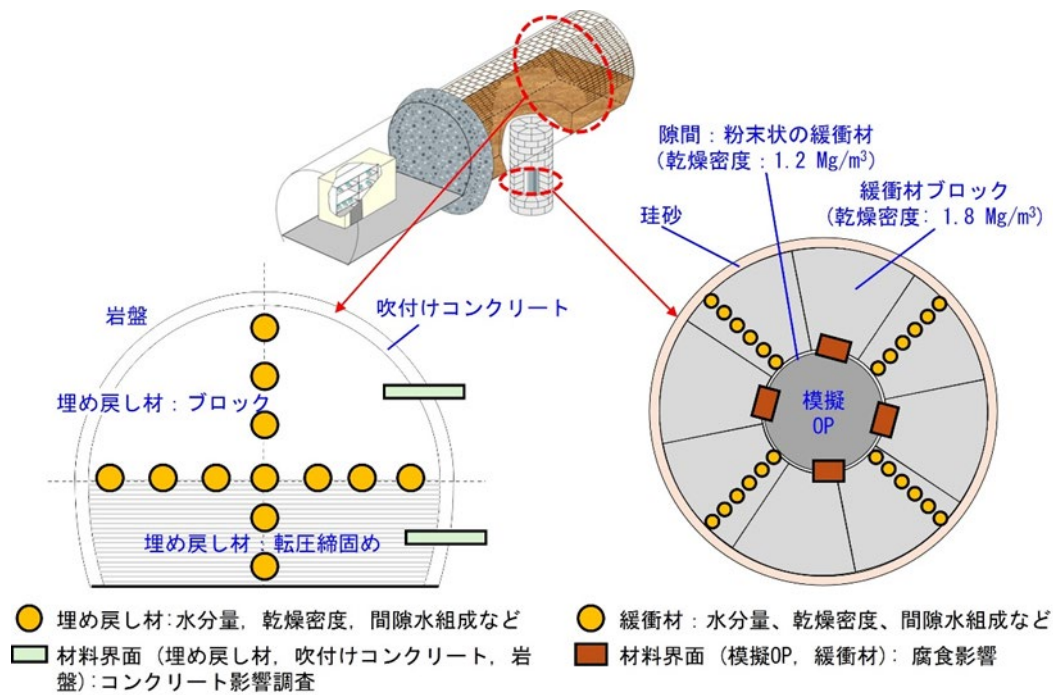 隙間：粉末状の緩衝材
(乾燥密度：1.2 Mg/m³)
緩衝材ブロック
(乾燥密度: 1.8 Mg/m³)
珪砂
吹付けコンクリート
岩盤
埋め戻し材：ブロック
模擬
OP
埋め戻し材：転圧締固め
埋め戻し材:水分量, 乾燥密度, 間隙水組成など
材料界面 (埋め戻し材, 吹付けコンクリート, 岩
盤):コンクリート影響調査
緩衝材：水分量、乾燥密度、間隙水組成など
材料界面 (模擬OP, 緩衝材): 腐食影響